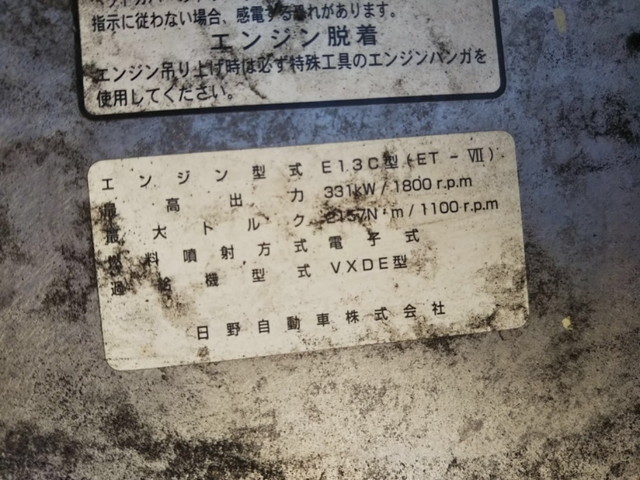 指示に従わない場合、感電する恐れがあります。
エンジン脱着
エンジン吊り上げ時は必ず特殊工具のエンジンハンガを
使用してください。
エンジン型式 E13C型(ET-Ⅶ)
最高出力 331kW/1800r.p.m
最大トルク 2157N・m/1100r.p.m
燃料噴射方式 電子式
過給機型式 VXDE型
日野自動車株式会社